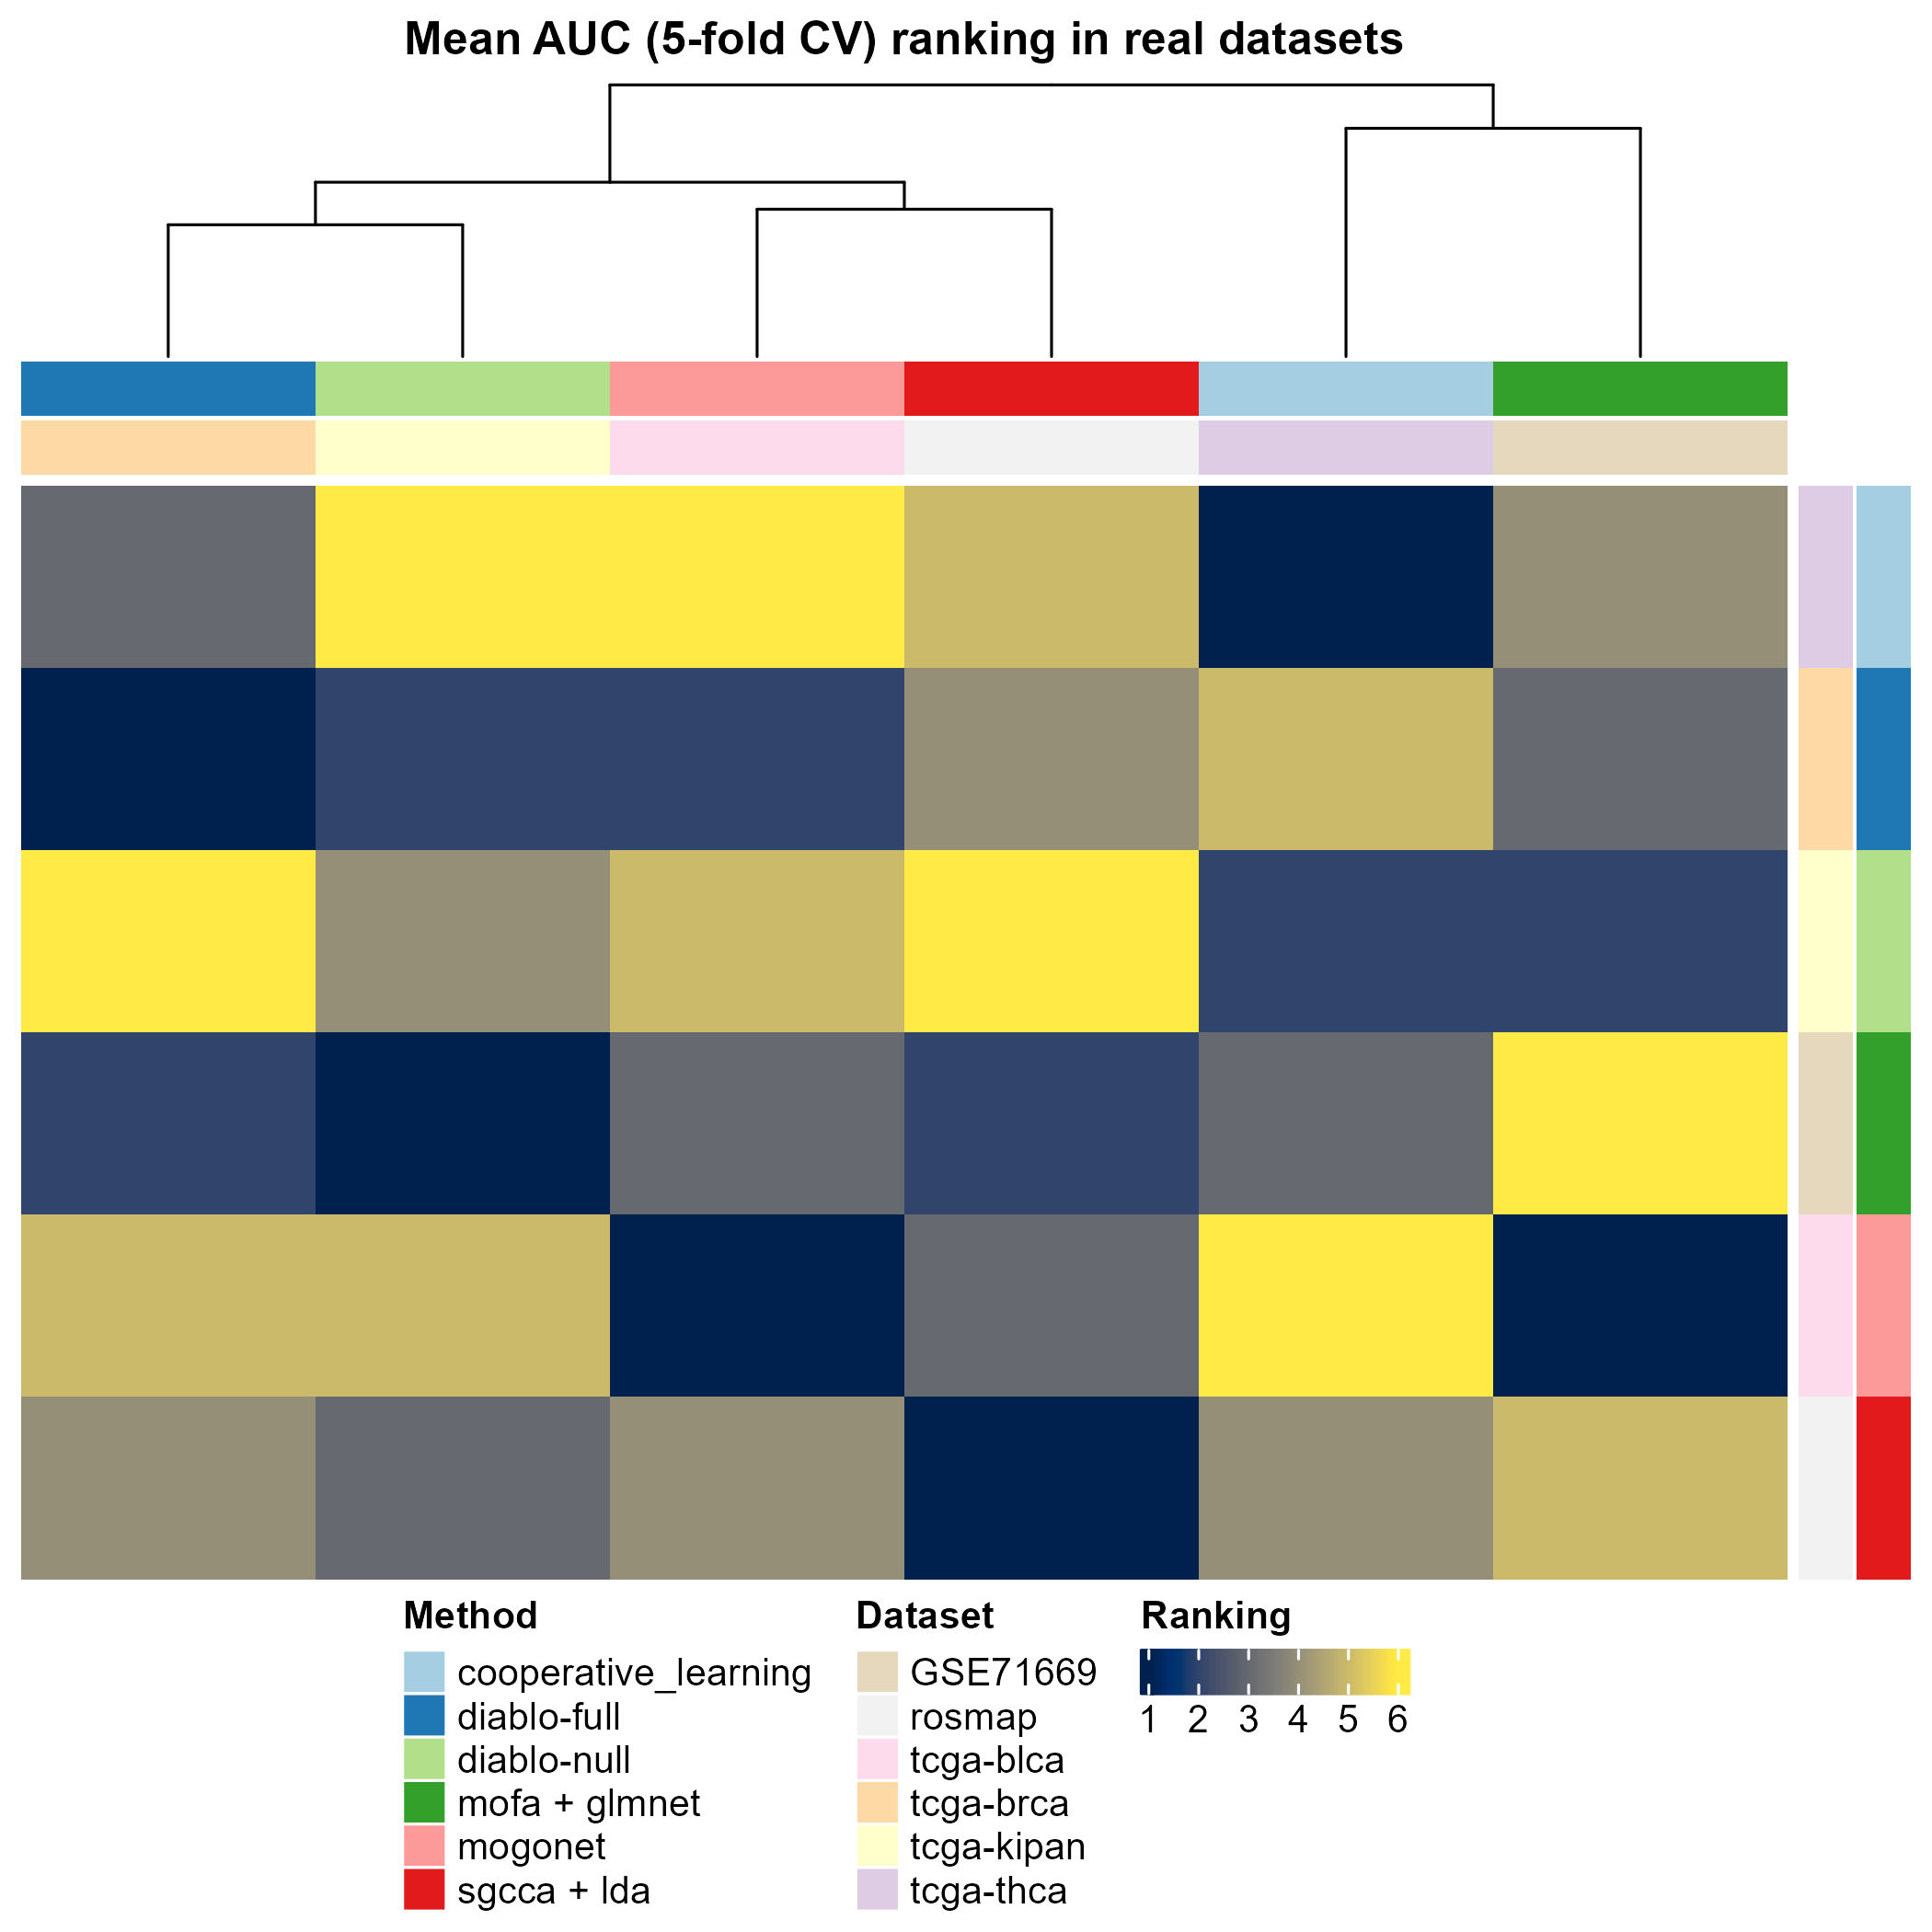 Mean AUC (5-fold CV) ranking in real datasets
Method
cooperative_learning
diablo-full
diablo-null
mofa + glmnet
mogonet
sgcca + lda
Dataset
GSE71669
rosmap
tcga-blca
tcga-brca
tcga-kipan
tcga-thca
Ranking
1 2 3 4 5 6